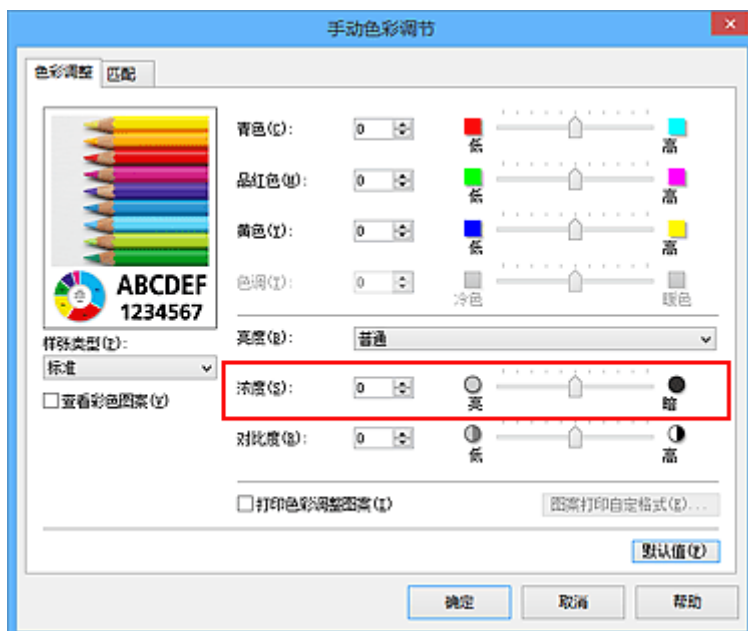 手动色彩调节
色彩调整 匹配
青色(C): 0 低 高
品红色(M): 0 低 高
黄色(Y): 0 低 高
色调(T): 0 冷色 暖色
ABCDEF
1234567
样张类型(E):
标准
查看彩色图案(V)
亮度(B):
普通
浓度(S): 0 亮 暗
对比度(R): 0 低 高
打印色彩调整图案(I)
图案打印自定格式(E)...
默认值(F)
确定 取消 帮助